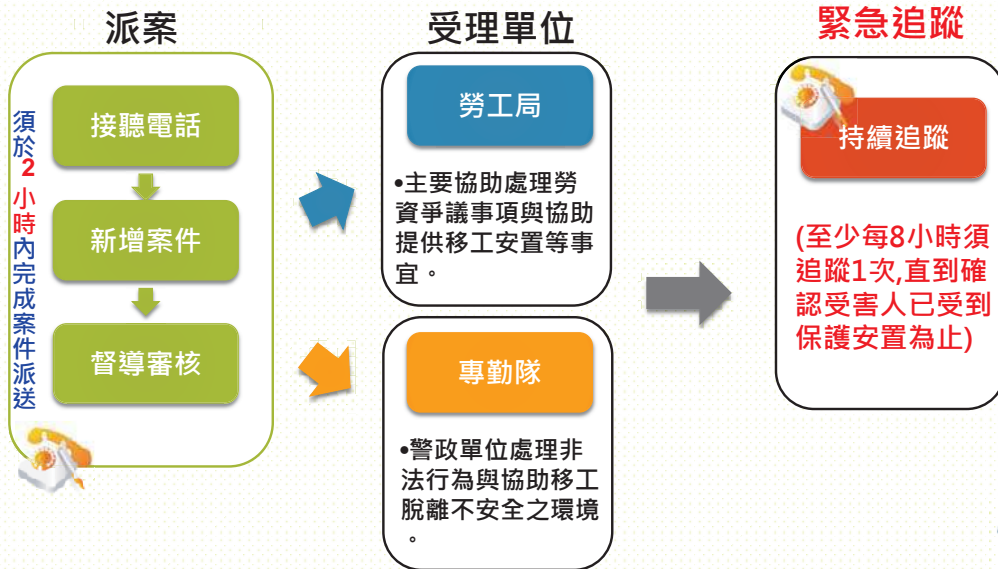 派案
須於2小時內完成案件派送
接聽電話
新增案件
督導審核
受理單位
勞工局
•主要協助處理勞
資爭議事項與協助
提供移工安置等事
宜。
專勤隊
•警政單位處理非
法行為與協助移工
脫離不安全之環境
。
緊急追蹤
持續追蹤
(至少每8小時須
追蹤1次,直到確
認受害人已受到
保護安置為止)